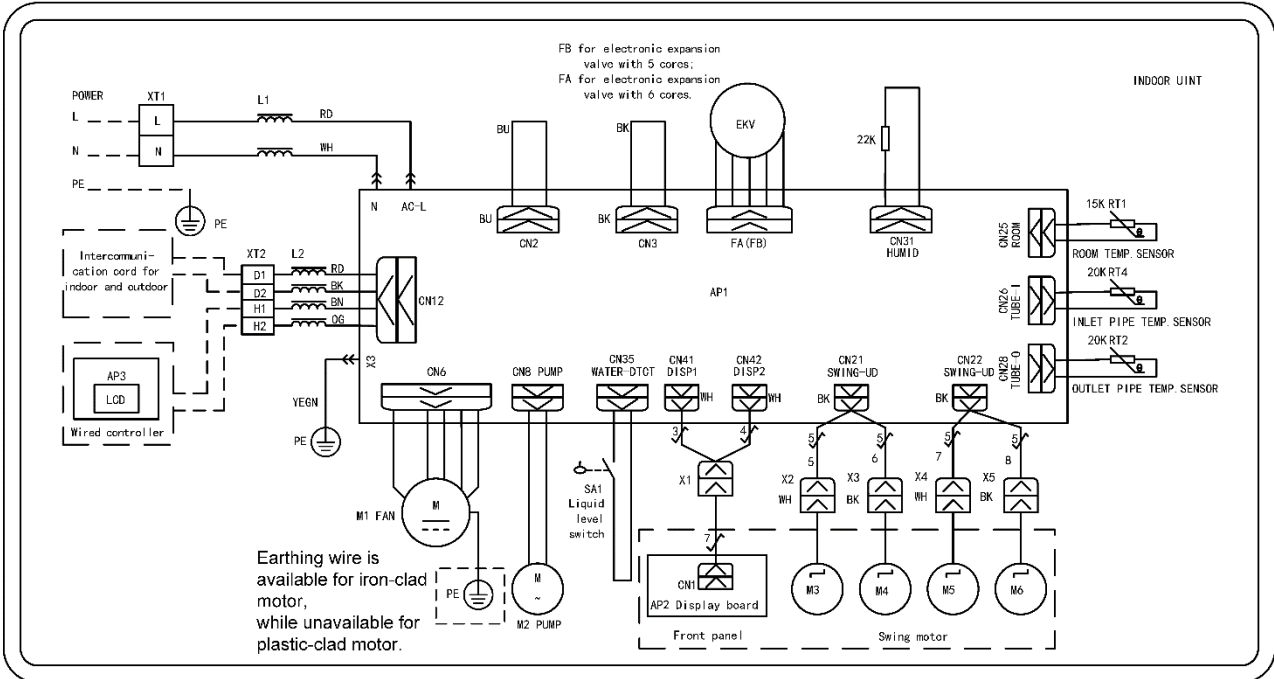 FB for electronic expansion
valve with 5 cores;
FA for electronic expansion
valve with 6 cores.
INDOOR UINT
POWER
XT1
L1
L
L
RD
N
N
WH
PE
PE
N
AC-L
BU
BU
CN2
BK
BK
CN3
EKV
FA(FB)
22K
CN31
HUMID
CN25
ROOM
15K RT1
θ
ROOM TEMP. SENSOR
CN26
TUBE-I
20K RT4
θ
INLET PIPE TEMP. SENSOR
CN28
TUBE-O
20K RT2
θ
OUTLET PIPE TEMP. SENSOR
AP1
Intercommuni-
cation cord for
indoor and outdoor
XT2
L2
D1
RD
D2
BK
H1
BN
H2
OG
CN12
X3
YEGN
PE
AP3
LCD
Wired controller
CN6
CN8 PUMP
CN35
WATER-DTCT
CN41
DISP1
WH
CN42
DISP2
WH
CN21
SWING-UD
BK
CN22
SWING-UD
BK
3
4
5
5
5
6
5
7
5
8
X1
X2
WH
X3
BK
X4
WH
X5
BK
SA1
Liquid
level
switch
M1 FAN
M
Earthing wire is
available for iron-clad
motor,
while unavailable for
plastic-clad motor.
PE
M
~
M2 PUMP
7
CN1
AP2 Display board
Front panel
M3
M4
M5
M6
Swing motor